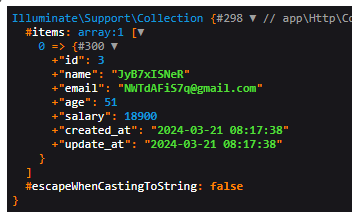 Illuminate\Support\Collection {#298 ▼ // app\Http\Co
#items: array:1 [▼
0 => {#300 ▼
+"id": 3
+"name": "JyB7xISNeR"
+"email": "NWTdAFiS7q@gmail.com"
+"age": 51
+"salary": 18900
+"created_at": "2024-03-21 08:17:38"
+"update_at": "2024-03-21 08:17:38"
}
]
#escapeWhenCastingToString: false
}